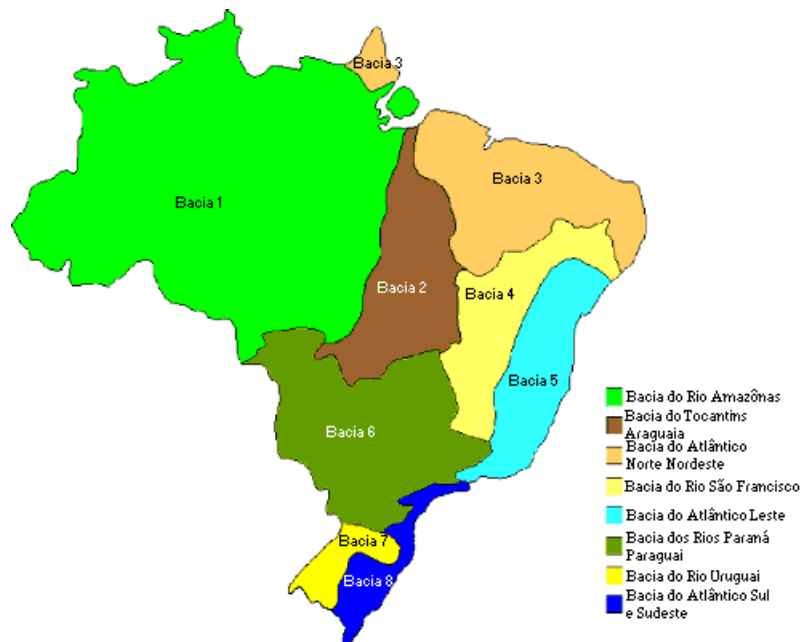 Bacia 3
Bacia 3
Bacia 1
Bacia 2
Bacia 4
Bacia 5
Bacia 6
Bacia 7
Bacia 8
Bacia do Rio Amazônas
Bacia do Tocantins
Araguaia
Bacia do Atlântico
Norte Nordeste
Bacia do Rio São Francisco
Bacia do Atlântico Leste
Bacia dos Rios Paraná
Paraguai
Bacia do Rio Uruguai
Bacia do Atlântico Sul
e Sudeste